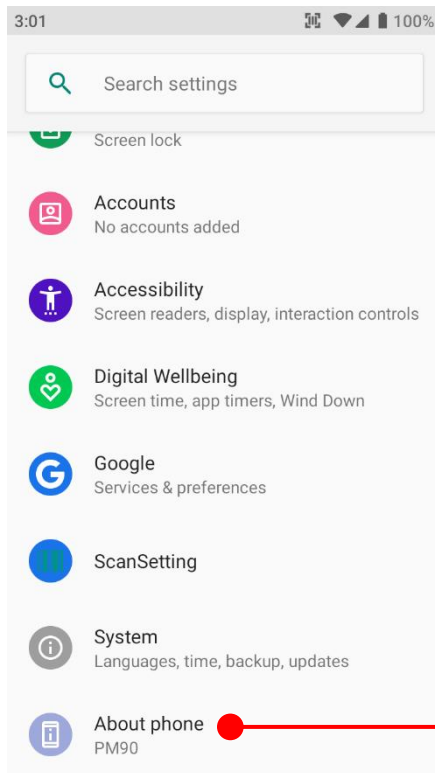 3:01
100%
Search settings
Screen lock
Accounts
No accounts added
Accessibility
Screen readers, display, interaction controls
Digital Wellbeing
Screen time, app timers, Wind Down
Google
Services & preferences
ScanSetting
System
Languages, time, backup, updates
About phone
PM90